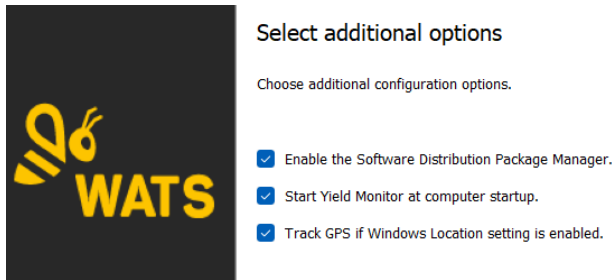 Select additional options
Choose additional configuration options.
WATS
Enable the Software Distribution Package Manager.
Start Yield Monitor at computer startup.
Track GPS if Windows Location setting is enabled.